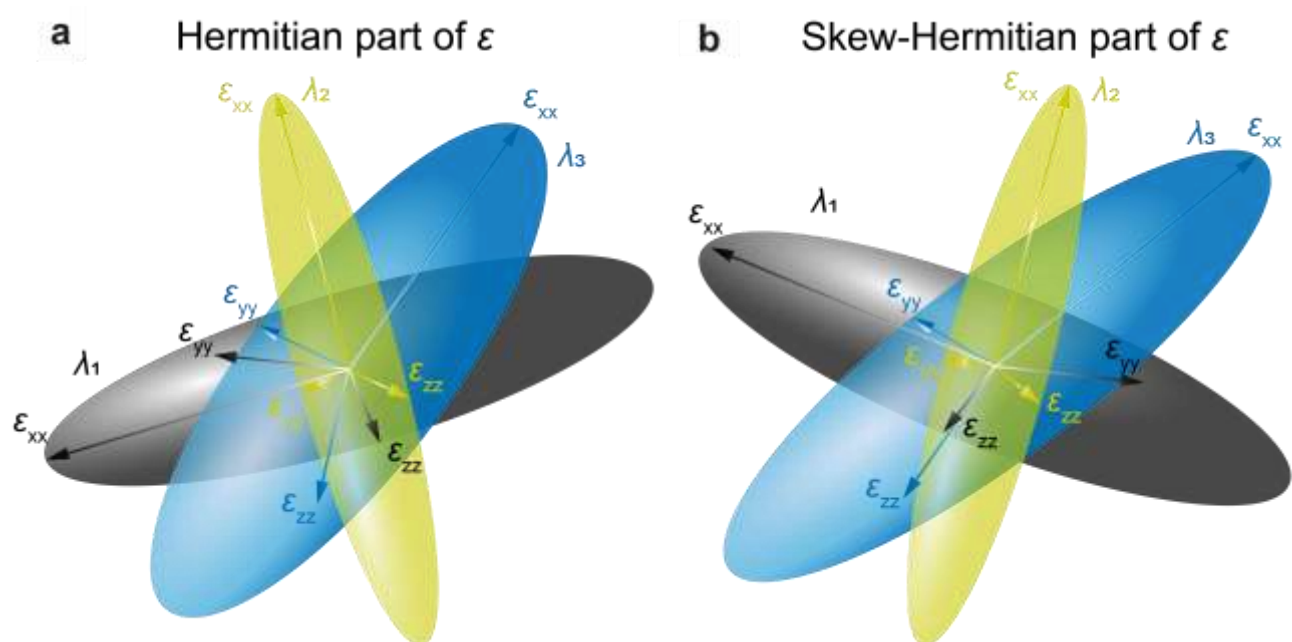 a Hermitian part of ε
b Skew-Hermitian part of ε
εxx λ2
εxx
λ3
εyy
εyy
λ1
εzz
εxx
εzz
εzz
εxx λ2
λ3 εxx
λ1
εxx
εyy
εyy
εyy
εzz
εzz
εzz